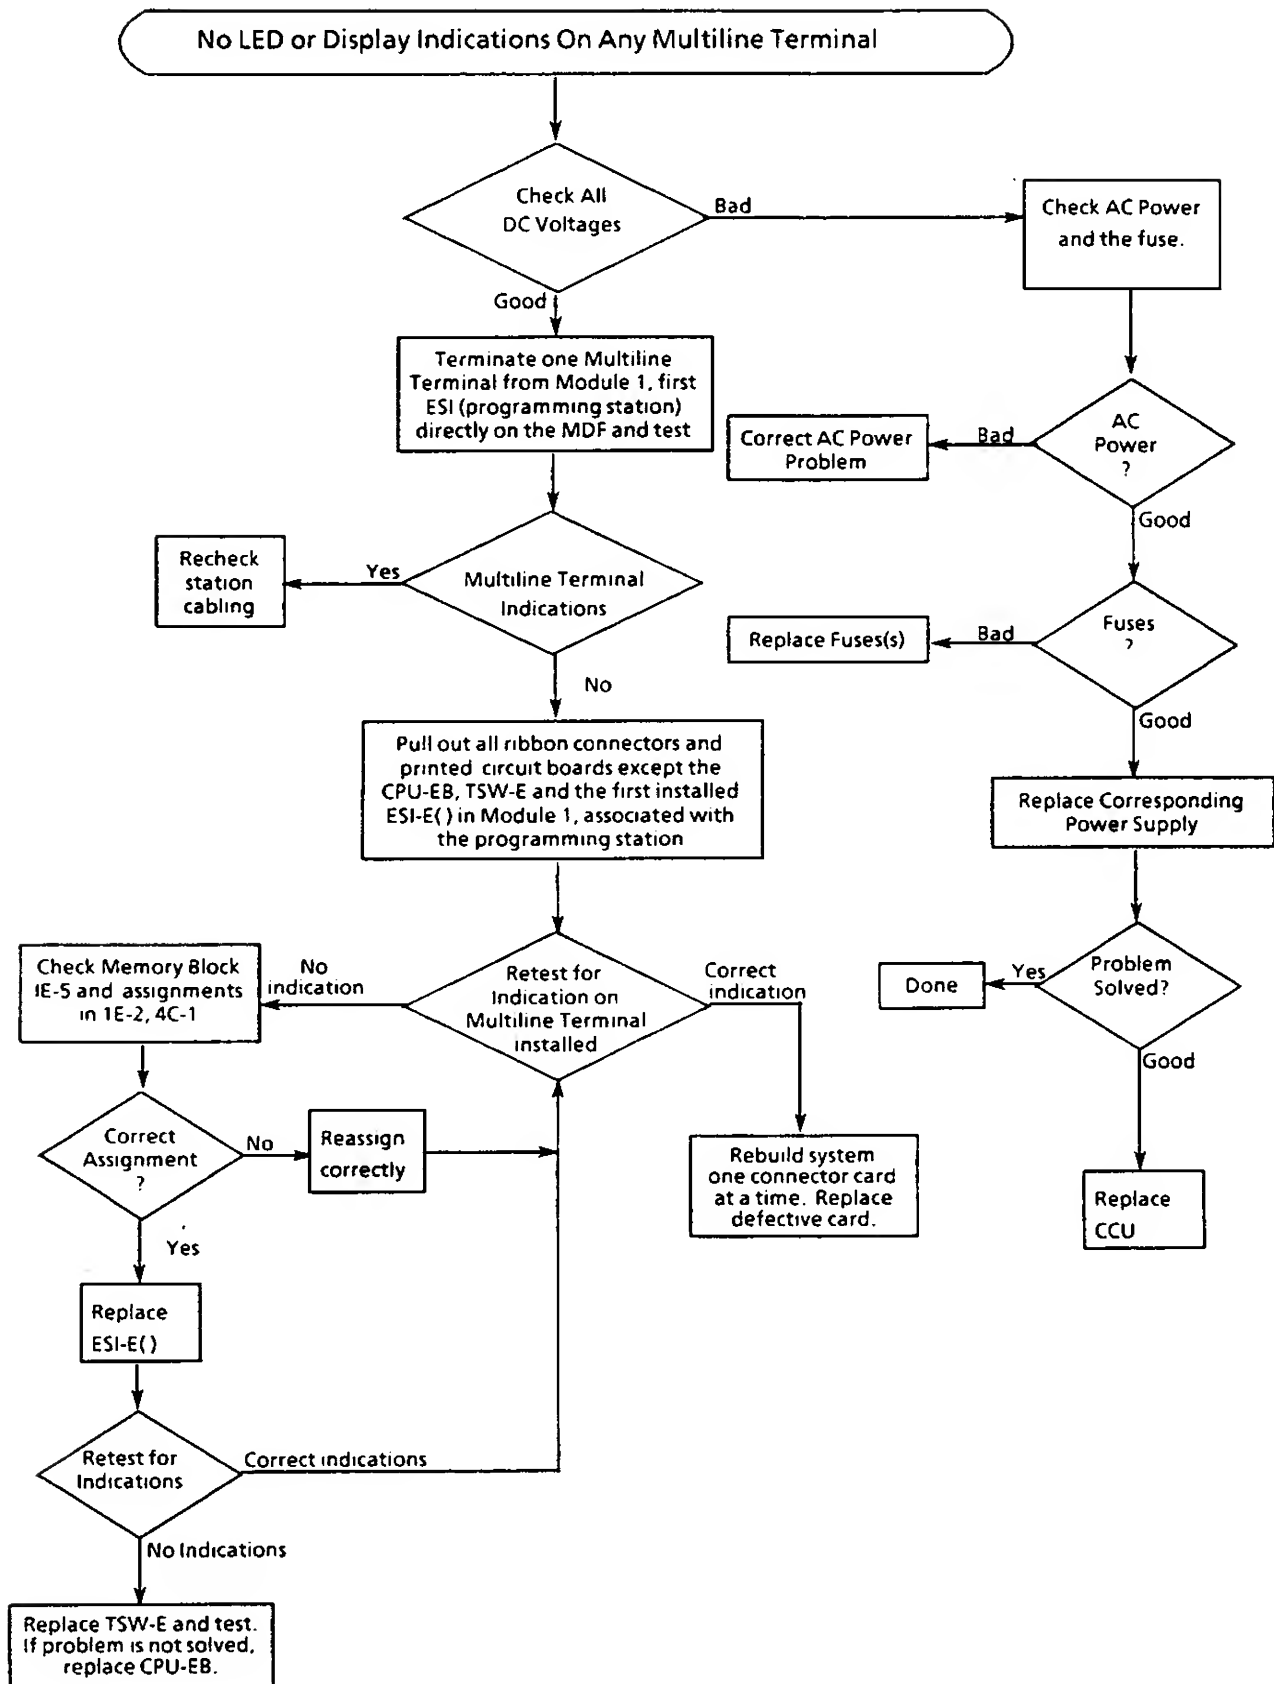 No LED or Display Indications On Any Multiline Terminal
Check All
DC Voltages
Bad
Check AC Power
and the fuse.
Good
Terminate one Multiline
Terminal from Module 1, first
ESI (programming station)
directly on the MDF and test
Correct AC Power
Problem
Bad
AC
Power
?
Good
Recheck
station
cabling
Yes
Multiline Terminal
Indications
No
Replace Fuses(s)
Bad
Fuses
?
Good
Pull out all ribbon connectors and
printed circuit boards except the
CPU-EB, TSW-E and the first installed
ESI-E( ) in Module 1, associated with
the programming station
Replace Corresponding
Power Supply
Check Memory Block
1E-5 and assignments
in 1E-2, 4C-1
No
indication
Retest for
Indication on
Multiline Terminal
installed
Correct
indication
Done
Yes
Problem
Solved?
Good
Correct
Assignment
?
No
Reassign
correctly
Yes
Rebuild system
one connector card
at a time. Replace
defective card.
Replace
CCU
Replace
ESI-E( )
Retest for
Indications
Correct indications
No Indications
Replace TSW-E and test.
If problem is not solved,
replace CPU-EB.